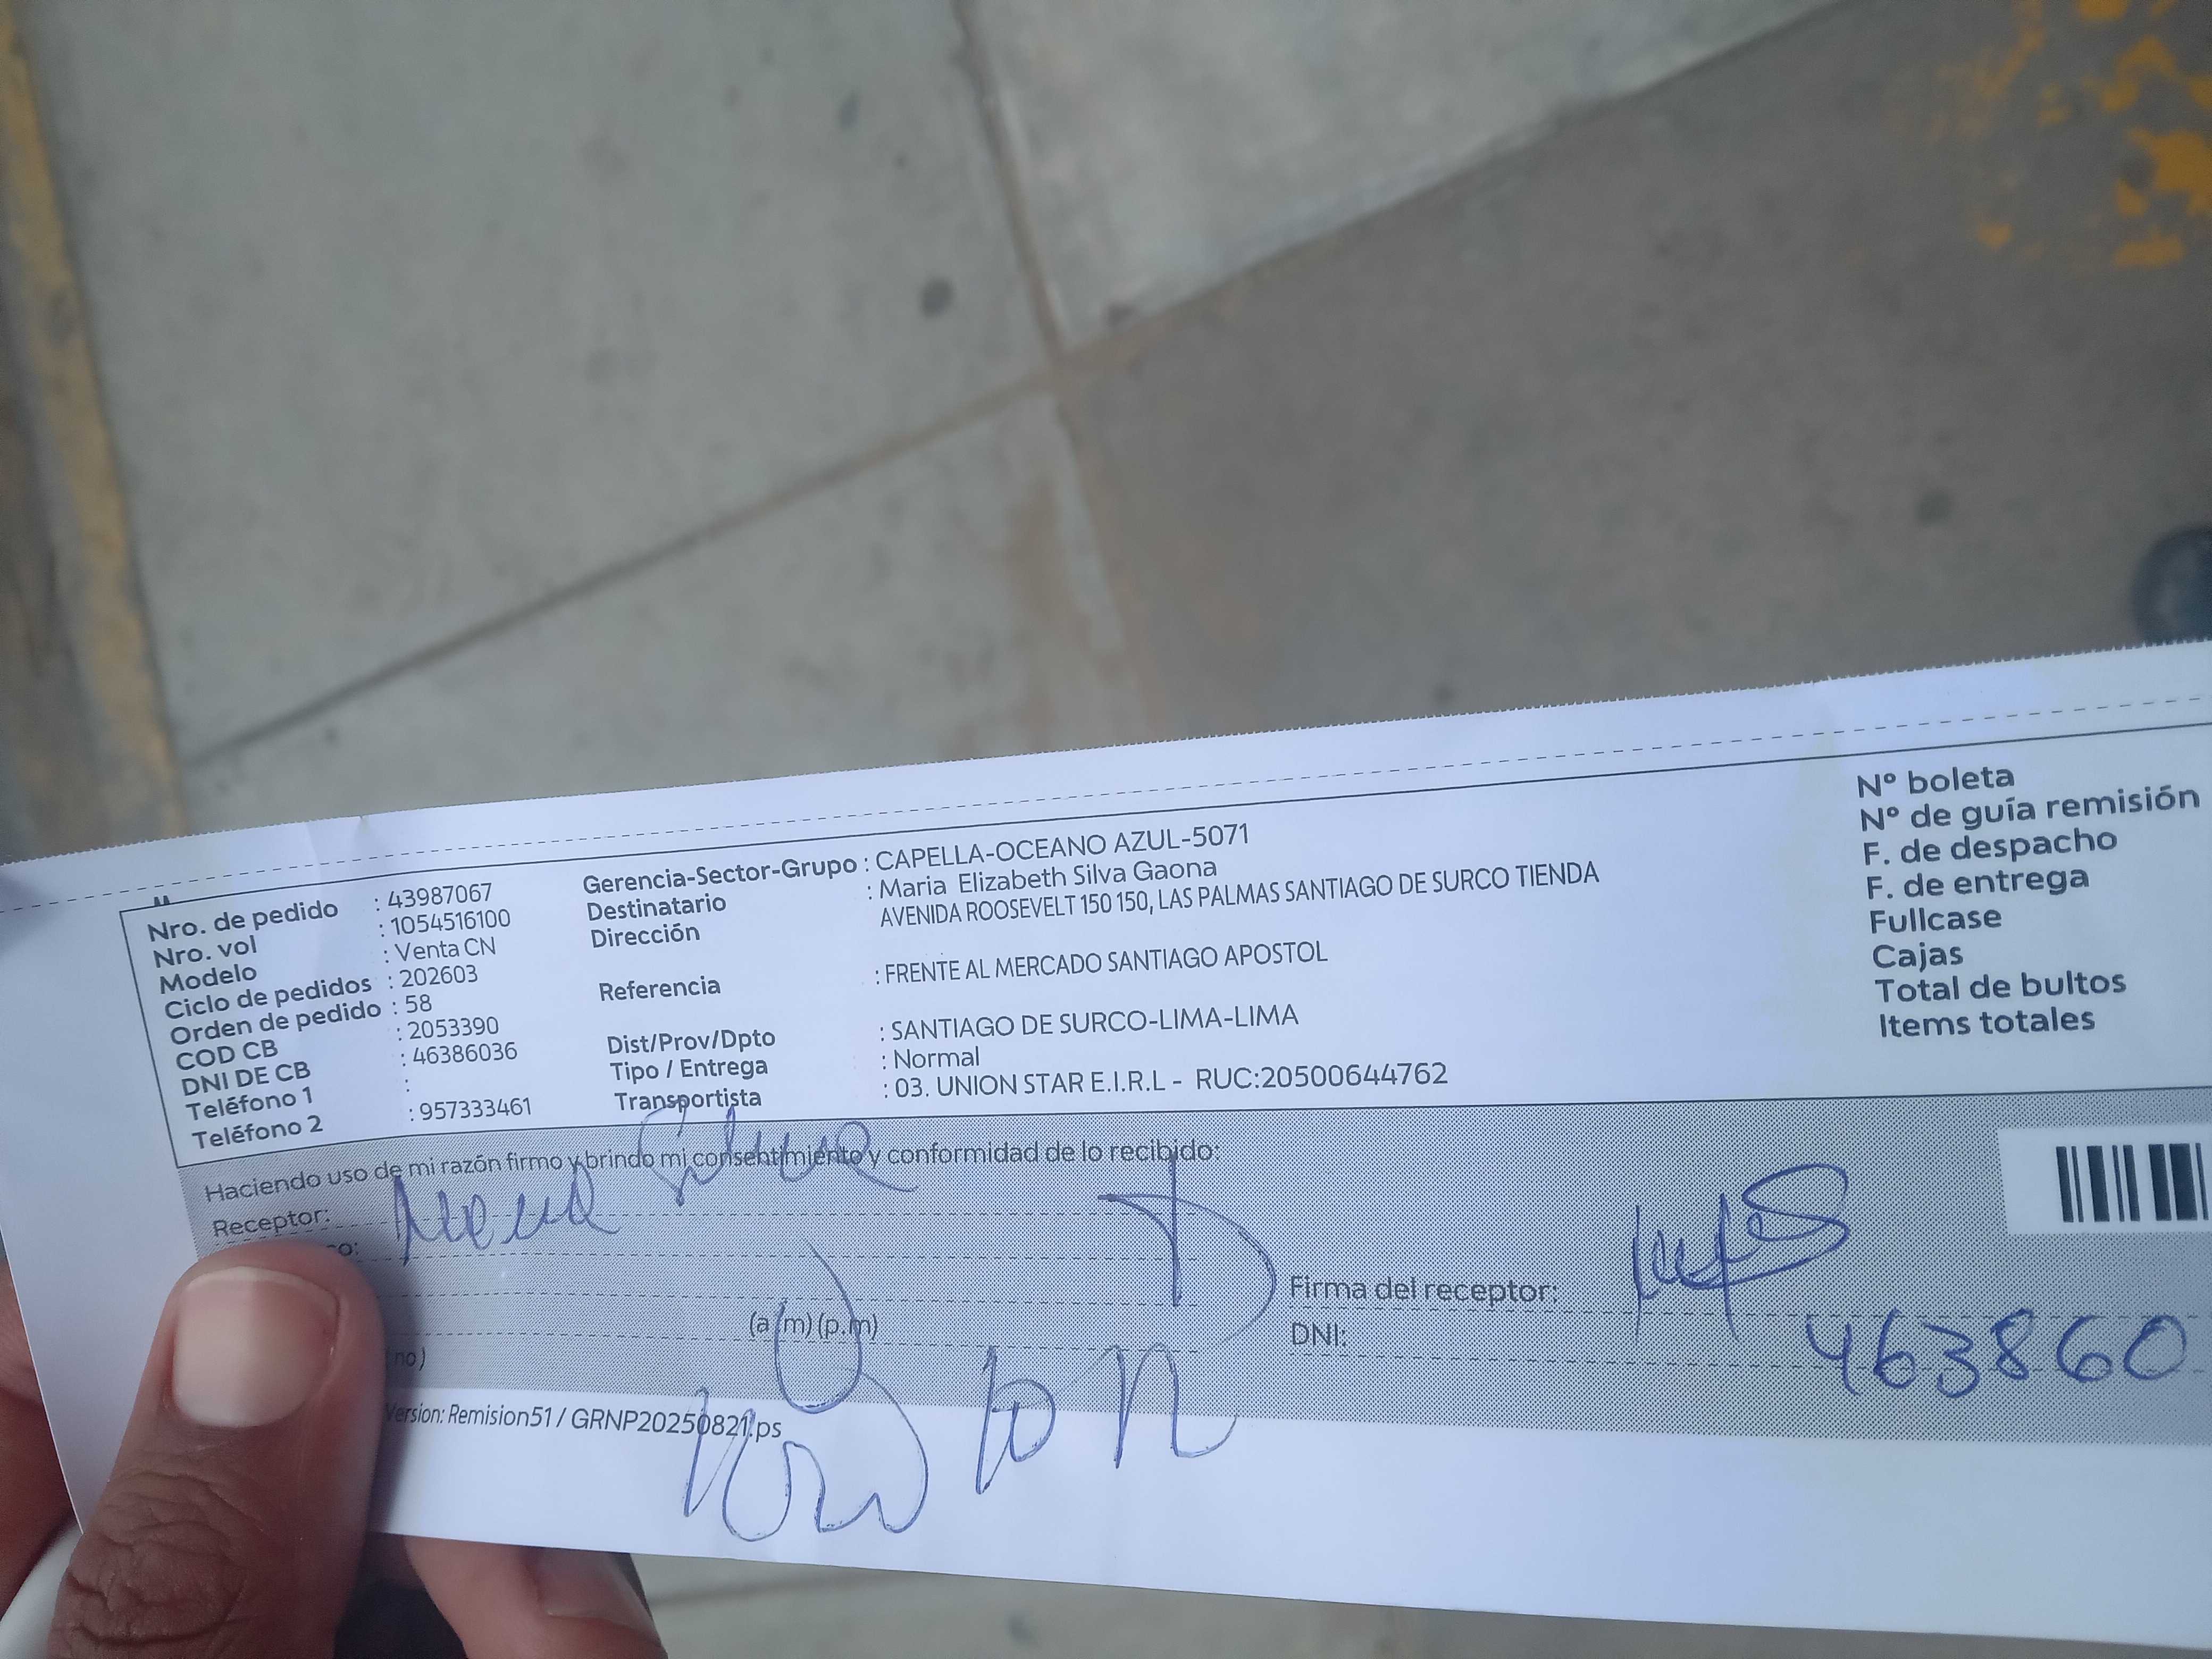 Nro. de pedido : 43987067
Nro. vol : 1054516100
Modelo : Venta CN
Ciclo de pedidos : 202603
Orden de pedido : 58
COD CB : 2053390
DNI DE CB : 46386036
Teléfono 1 :
Teléfono 2 : 957333461
Gerencia-Sector-Grupo : CAPELLA-OCEANO AZUL-5071
Destinatario : Maria Elizabeth Silva Gaona
Dirección AVENIDA ROOSEVELT 150 150, LAS PALMAS SANTIAGO DE SURCO TIENDA
Referencia : FRENTE AL MERCADO SANTIAGO APOSTOL
Dist/Prov/Dpto : SANTIAGO DE SURCO-LIMA-LIMA
Tipo / Entrega : Normal
Transportista : 03. UNION STAR E.I.R.L - RUC:20500644762
Nº boleta
Nº de guía remisión
F. de despacho
F. de entrega
Fullcase
Cajas
Total de bultos
Items totales
Haciendo uso de mi razón firmo y brindo mi consentimiento y conformidad de lo recibido:
Receptor:
(a.m) (p.m)
no)
Firma del receptor:
DNI: 463860
Version: Remision51 / GRNP20250821.ps